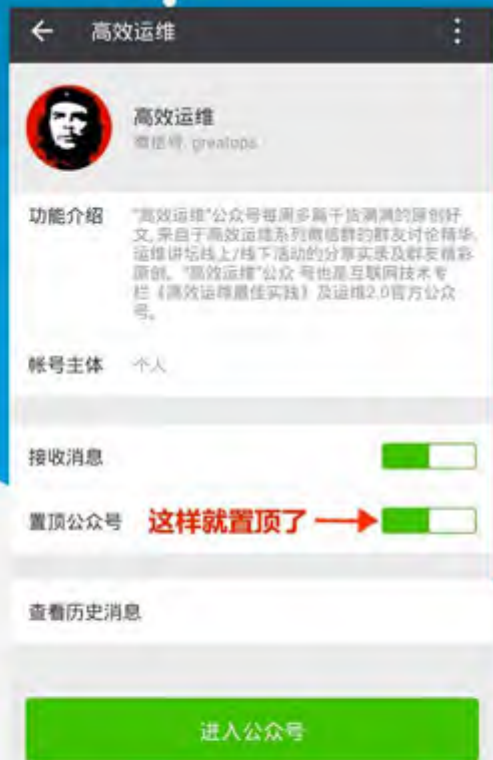 高效运维
高效运维
微信号: greatops
功能介绍
"高效运维"公众号每周多篇干货满满的原创好
文,来自于高效运维系列微信群的群友讨论精华、
运维讲坛线上/线下活动的分享实录及群友精彩
原创。"高效运维"公众 号也是互联网技术专
栏《高效运维最佳实践》及运维2.0官方公众
号。
帐号主体 个人
接收消息
置顶公众号 这样就置顶了
查看历史消息
进入公众号